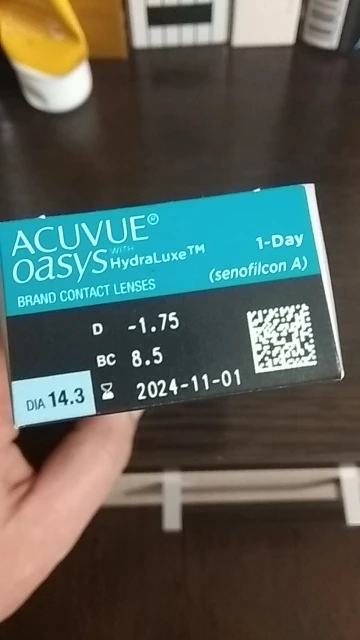 ACUVUE®
oasys WITH HydraLuxe™ 1-Day
(senofilcon A)
BRAND CONTACT LENSES
D -1.75
BC 8.5
DIA 14.3
2024-11-01